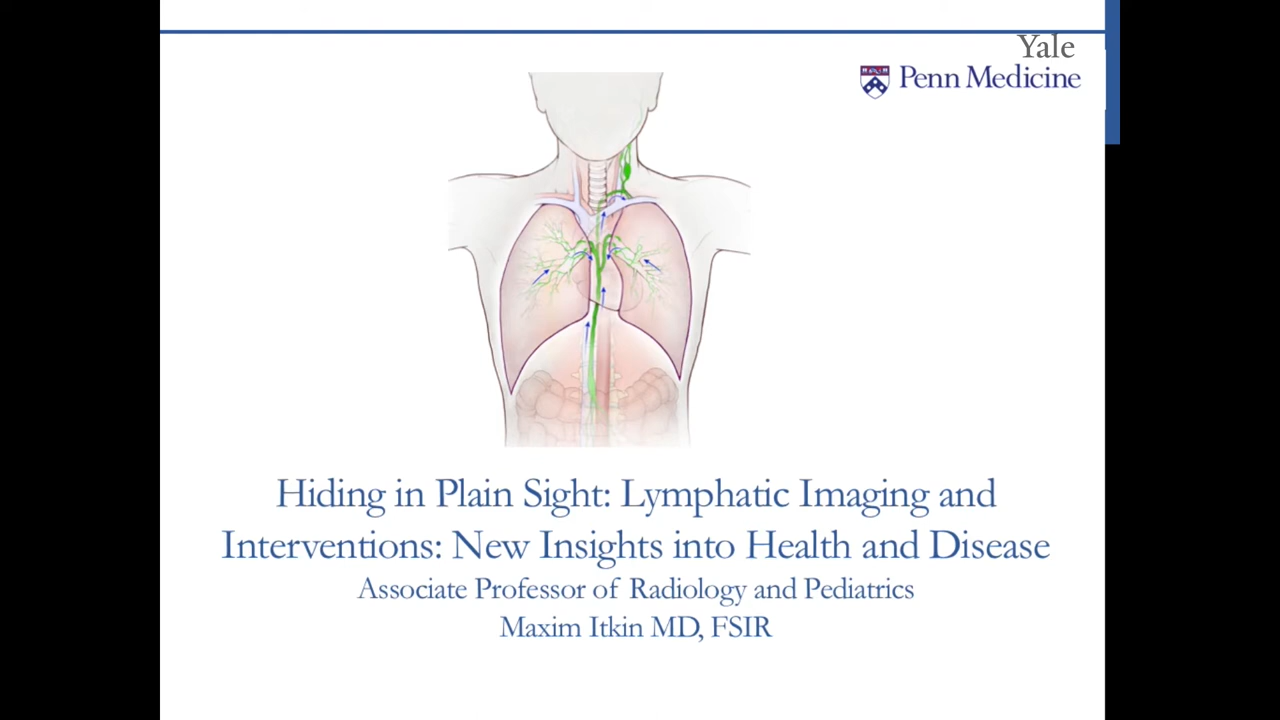 Yale
Penn Medicine
Hiding in Plain Sight: Lymphatic Imaging and
Interventions: New Insights into Health and Disease
Associate Professor of Radiology and Pediatrics
Maxim Itkin MD, FSIR